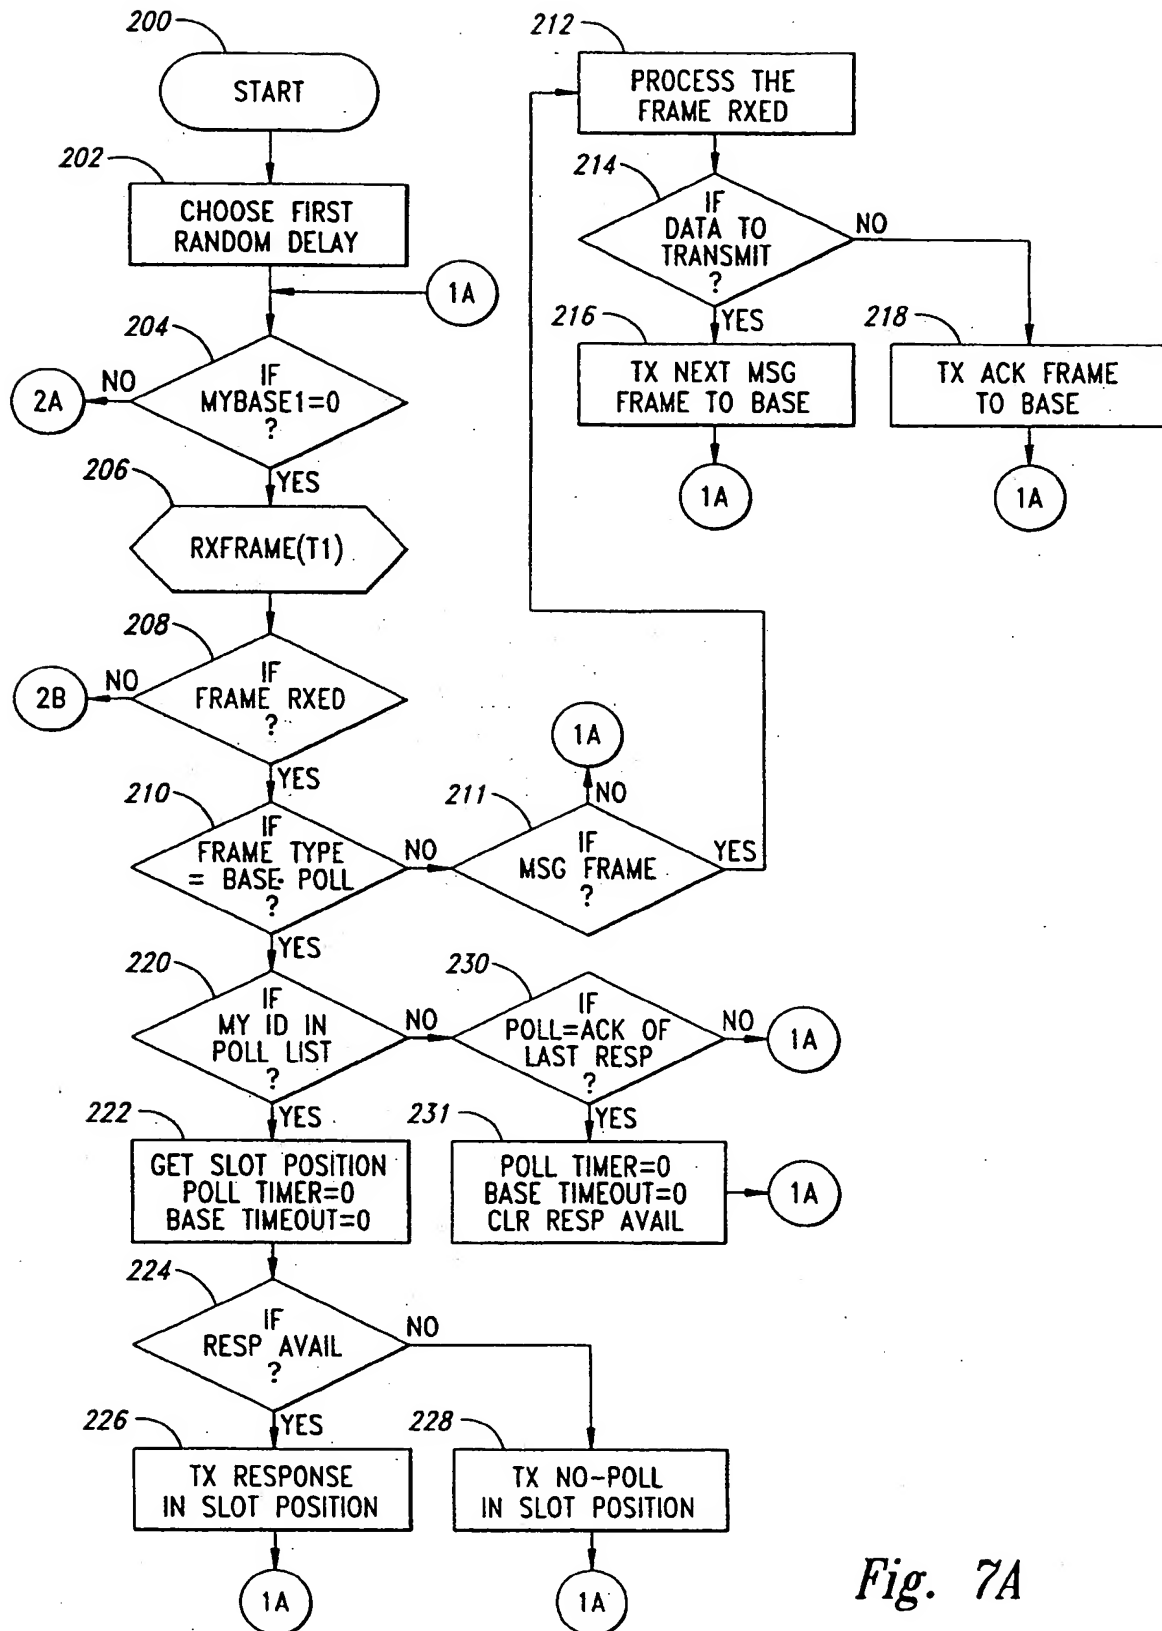 200
START
202
CHOOSE FIRST
RANDOM DELAY
1A
204
IF
MYBASE1=0
?
NO
2A
YES
206
RXFRAME(T1)
208
IF
FRAME RXED
?
NO
2B
YES
210
IF
FRAME TYPE
= BASE POLL
?
NO
YES
211
IF
MSG FRAME
?
NO
1A
YES
212
PROCESS THE
FRAME RXED
214
IF
DATA TO
TRANSMIT
?
NO
YES
216
TX NEXT MSG
FRAME TO BASE
1A
218
TX ACK FRAME
TO BASE
1A
220
IF
MY ID IN
POLL LIST
?
NO
YES
230
IF
POLL=ACK OF
LAST RESP
?
NO
1A
YES
222
GET SLOT POSITION
POLL TIMER=0
BASE TIMEOUT=0
231
POLL TIMER=0
BASE TIMEOUT=0
CLR RESP AVAIL
1A
224
IF
RESP AVAIL
?
NO
YES
226
TX RESPONSE
IN SLOT POSITION
1A
228
TX NO-POLL
IN SLOT POSITION
1A
Fig. 7A